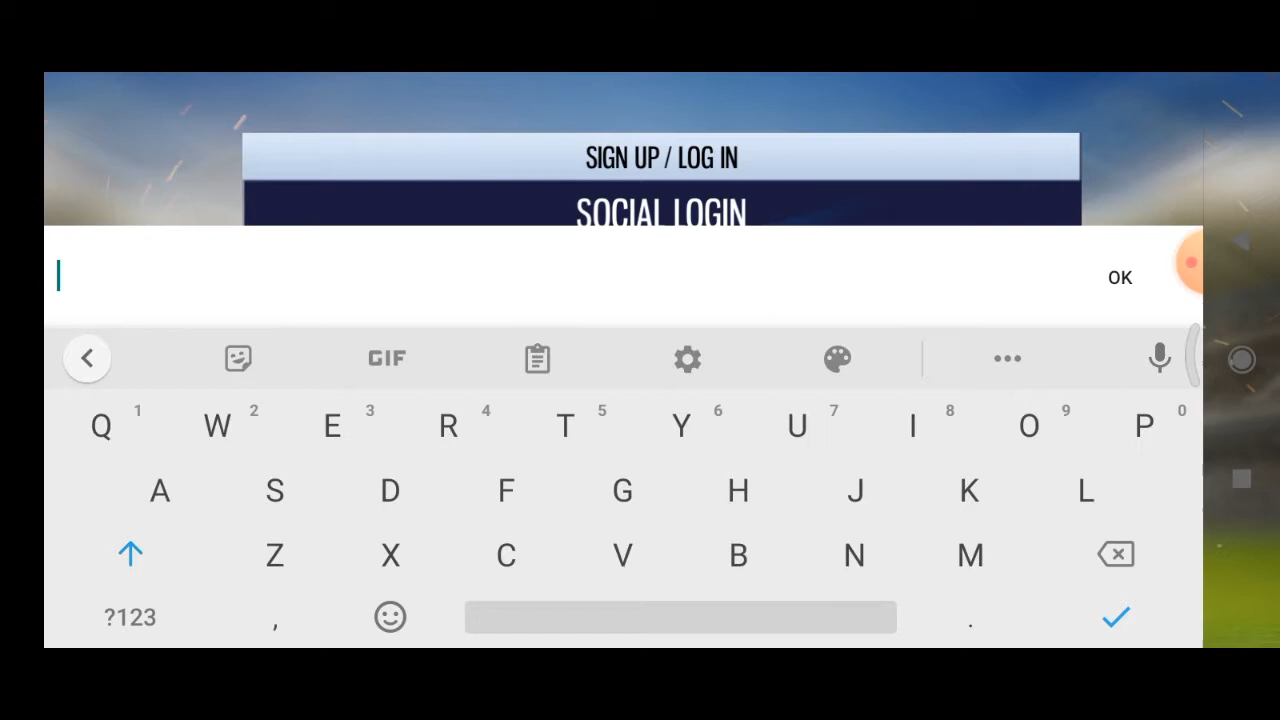 SIGN UP / LOG IN
SOCIAL LOGIN
OK
GIF
Q 1 W 2 E 3 R 4 T 5 Y 6 U 7 I 8 O 9 P 0
A S D F G H J K L
Z X C V B N M
?123 , .